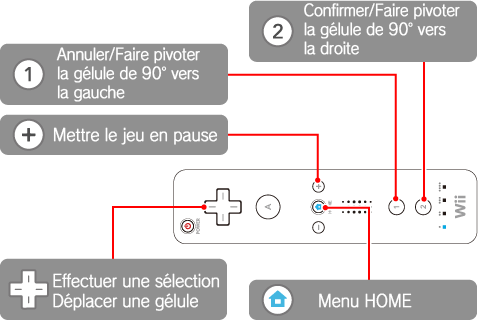 Confirmer/Faire pivoter
la gélule de 90° vers
la droite
2
Annuler/Faire pivoter
la gélule de 90° vers
la gauche
1
+ Mettre le jeu en pause
A
POWER
1
2
Wii
Effectuer une sélection
Déplacer une gélule
Menu HOME